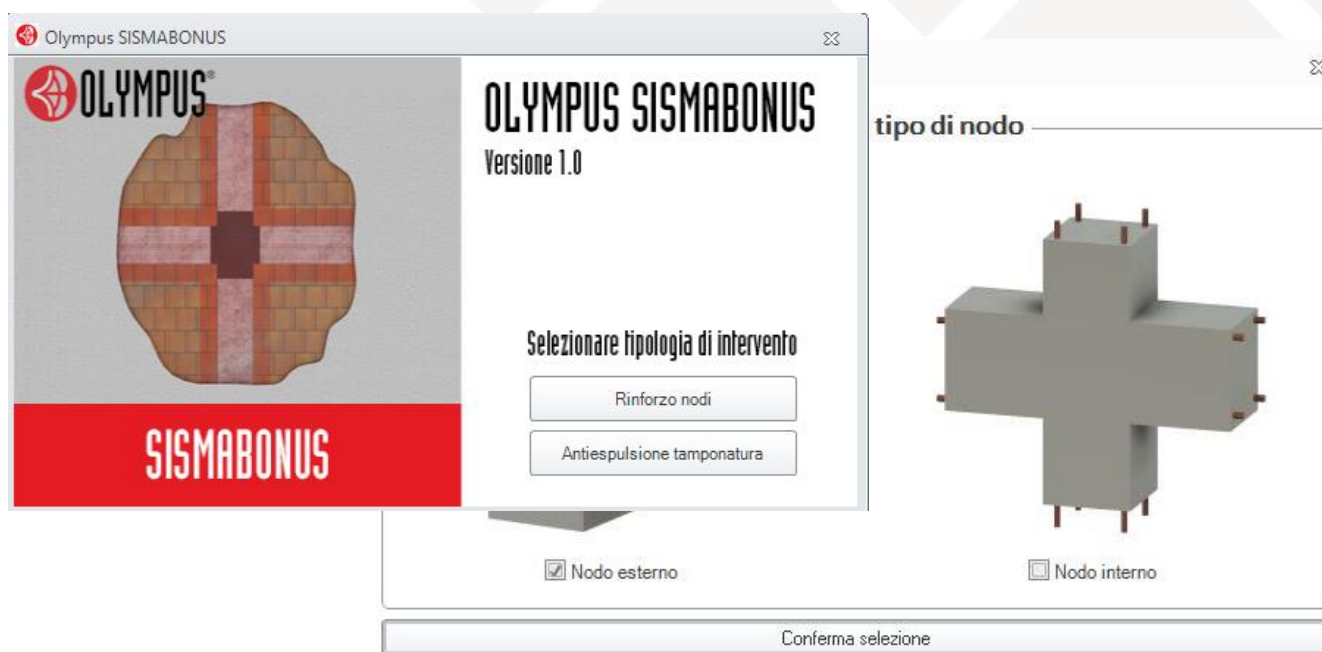 Olympus SISMABONUS
OLYMPUS®
OLYMPUS SISMABONUS
Versione 1.0
Selezionare tipologia di intervento
Rinforzo nodi
Antiespulsione tamponatura
SISMABONUS
tipo di nodo
Nodo esterno
Nodo interno
Conferma selezione